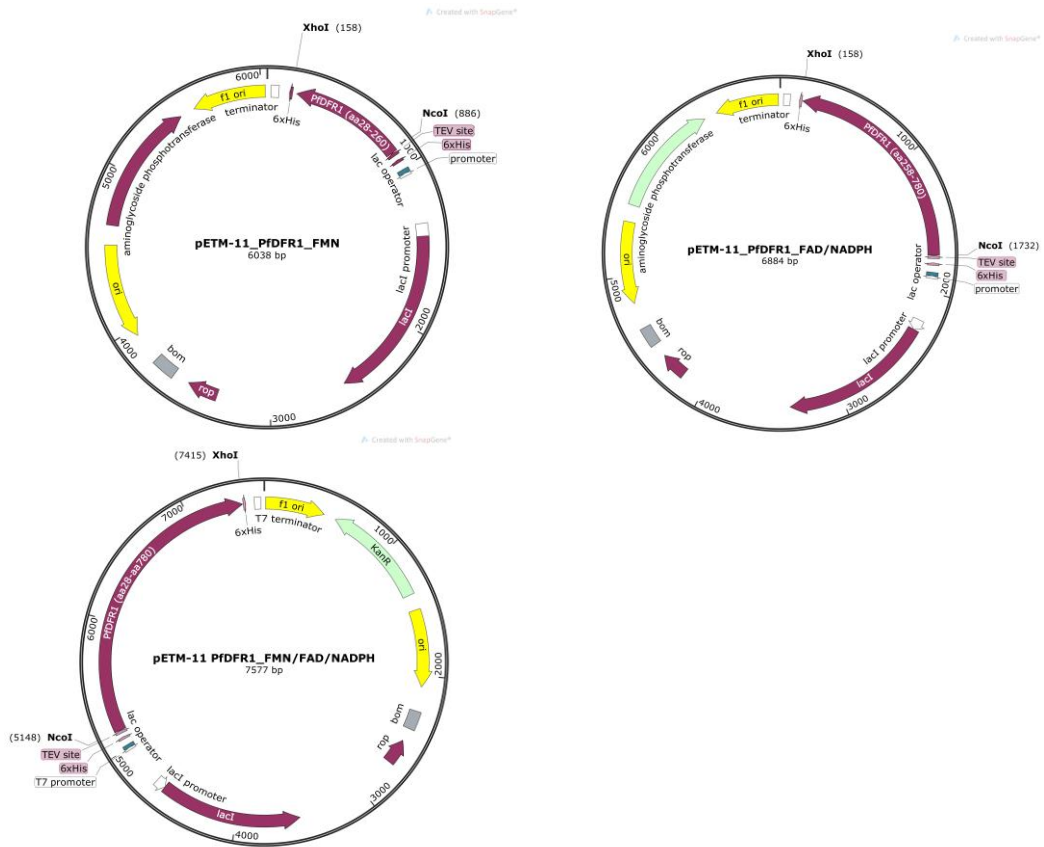 Created with SnapGene®
XhoI (158)
6000
f1 ori
terminator
6xHis
PfDFR1 (aa28-260)
NcoI (886)
1000
TEV site
6xHis
promoter
lac operator
aminoglycoside phosphotransferase
5000
pETM-11_PfDFR1_FMN
6038 bp
lacI promoter
lacI
2000
ori
4000
bom
rop
3000
Created with SnapGene®
XhoI (158)
f1 ori
terminator
6xHis
PfDFR1 (aa258-780)
1000
6000
aminoglycoside phosphotransferase
pETM-11_PfDFR1_FAD/NADPH
6884 bp
NcoI (1732)
TEV site
6xHis
promoter
lac operator
2000
ori
5000
lacI promoter
lacI
bom
rop
4000
3000
Created with SnapGene®
(7415) XhoI
f1 ori
T7 terminator
6xHis
7000
1000
KanR
PfDFR1 (aa28-aa780)
6000
pETM-11 PfDFR1_FMN/FAD/NADPH
7577 bp
ori
2000
(5148) NcoI
TEV site
6xHis
T7 promoter
lac operator
5000
bom
rop
lacI promoter
lacI
3000
4000